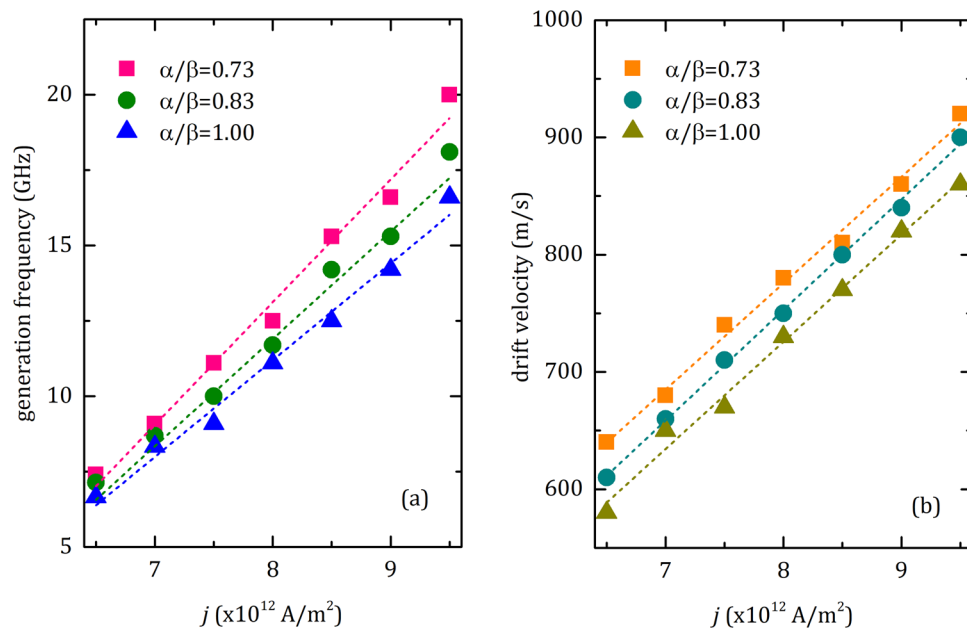 α/β=0.73
α/β=0.83
α/β=1.00
generation frequency (GHz)
20
15
10
5
7
8
9
j (x10¹² A/m²)
(a)
α/β=0.73
α/β=0.83
α/β=1.00
drift velocity (m/s)
1000
900
800
700
600
7
8
9
j (x10¹² A/m²)
(b)